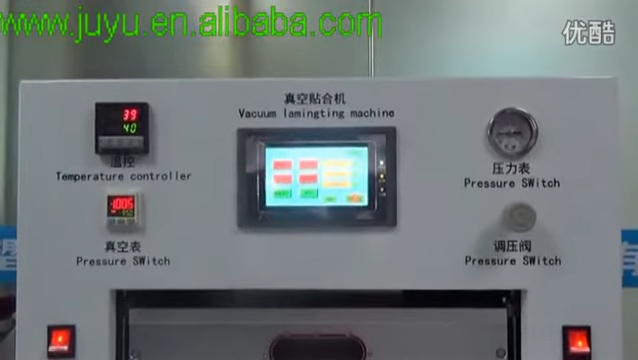 www.juyu.en.alibaba.com
优酷
真空贴合机
Vacuum lamingting machine
39
40
温控
Temperature controller
压力表
Pressure SWitch
-1005
真空表
Pressure SWitch
调压阀
Pressure SWitch